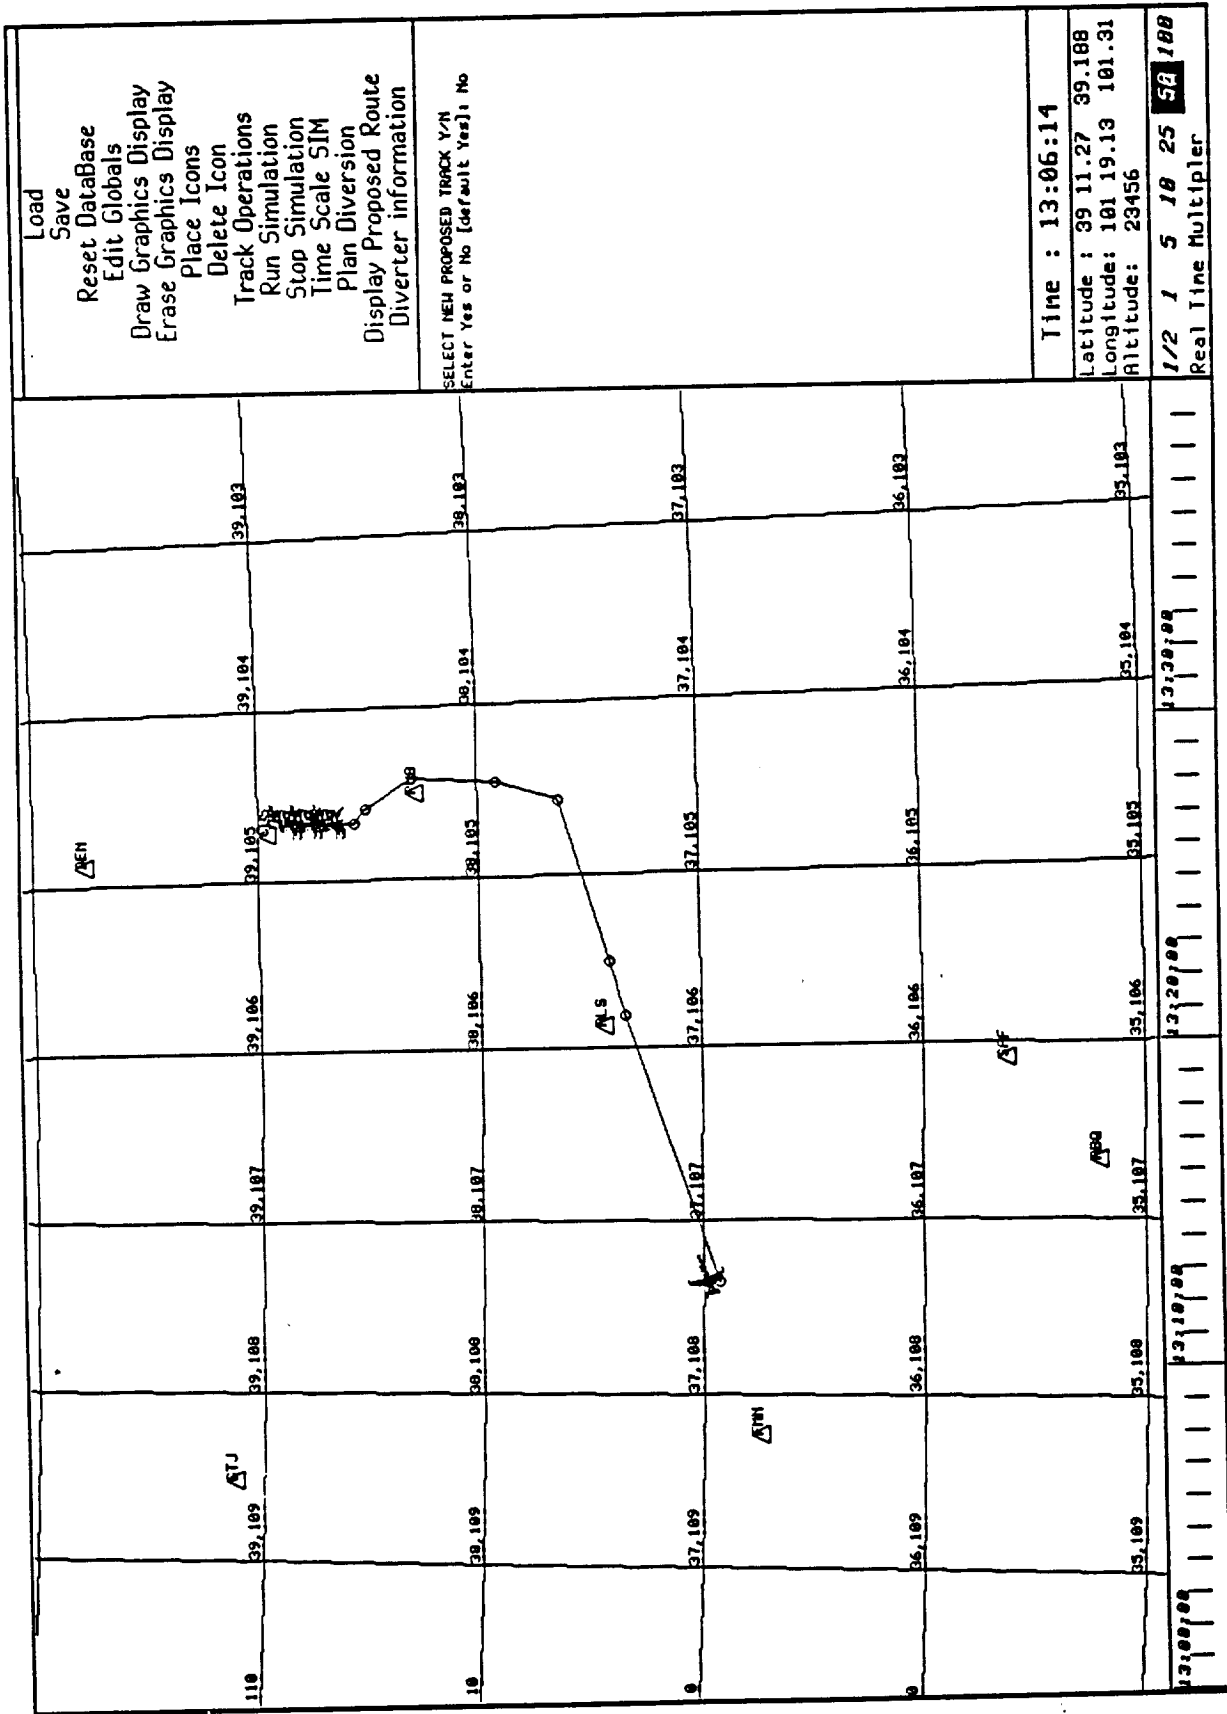 Load
Save
Reset DataBase
Edit Globals
Draw Graphics Display
Erase Graphics Display
Place Icons
Delete Icon
Track Operations
Run Simulation
Stop Simulation
Time Scale SIM
Plan Diversion
Display Proposed Route
Diverter information
SELECT NEW PROPOSED TRACK Y/N
Enter Yes or No [default Yes]: No
Time : 13:06:14
Latitude : 39 11.27 39.188
Longitude: 101 19.13 101.31
Altitude: 23456
1/2 1 5 10 25 50 100
Real Time Multipler
110 39,109 39,108 39,107 39,106 39,105 39,104 39,103
10 38,109 38,108 38,107 38,106 38,105 38,104 38,103
0 37,109 37,108 37,107 37,106 37,105 37,104 37,103
0 36,109 36,108 36,107 36,106 36,105 36,104 36,103
35,109 35,108 35,107 35,106 35,105 35,104 35,103
13:00:00 13:10:00 13:20:00 13:30:00